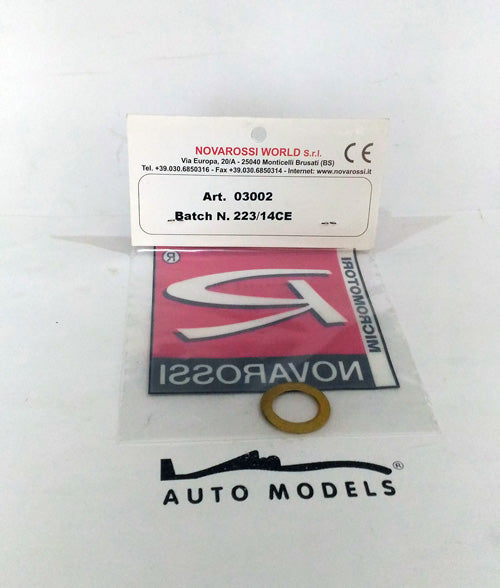 NOVAROSSI WORLD S.r.l.
Via Europa, 20/A - 25040 Monticelli Brusati (BS)
Tel. +39.030.6850316 - Fax +39.030.6850314 - Internet: www.novarossi.it
CE
Art. 03002
Batch N. 223/14CE
®
MICROMOTORI
NOVAROSSI
®
AUTO MODELS